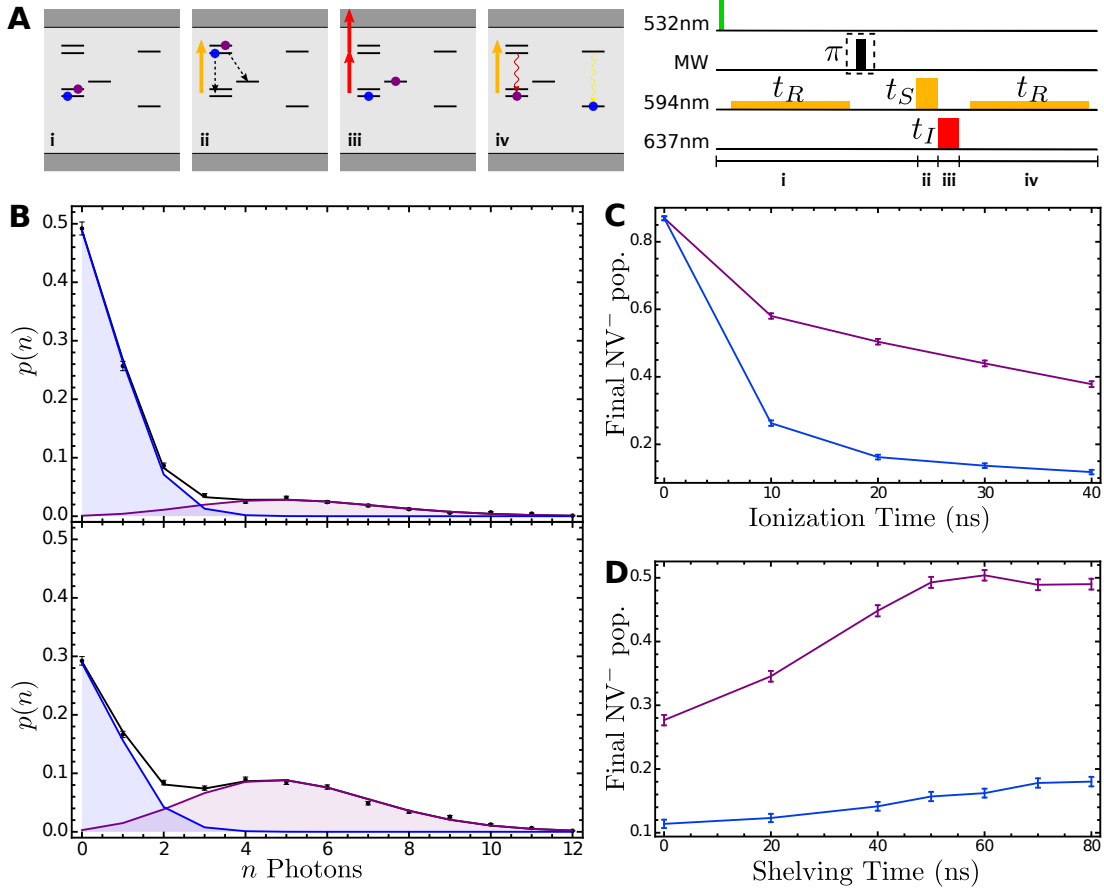 A
i
ii
iii
iv
532nm
MW
π
594nm
t_R
t_S
t_R
637nm
t_I
i
ii
iii
iv
B
0.5
0.4
0.3
0.2
0.1
0.0
p(n)
0.5
0.4
0.3
0.2
0.1
0.0
p(n)
0 2 4 6 8 10 12
n Photons
C
0.8
0.6
0.4
0.2
Final NV⁻ pop.
0 10 20 30 40
Ionization Time (ns)
D
0.5
0.4
0.3
0.2
0.1
Final NV⁻ pop.
0 20 40 60 80
Shelving Time (ns)